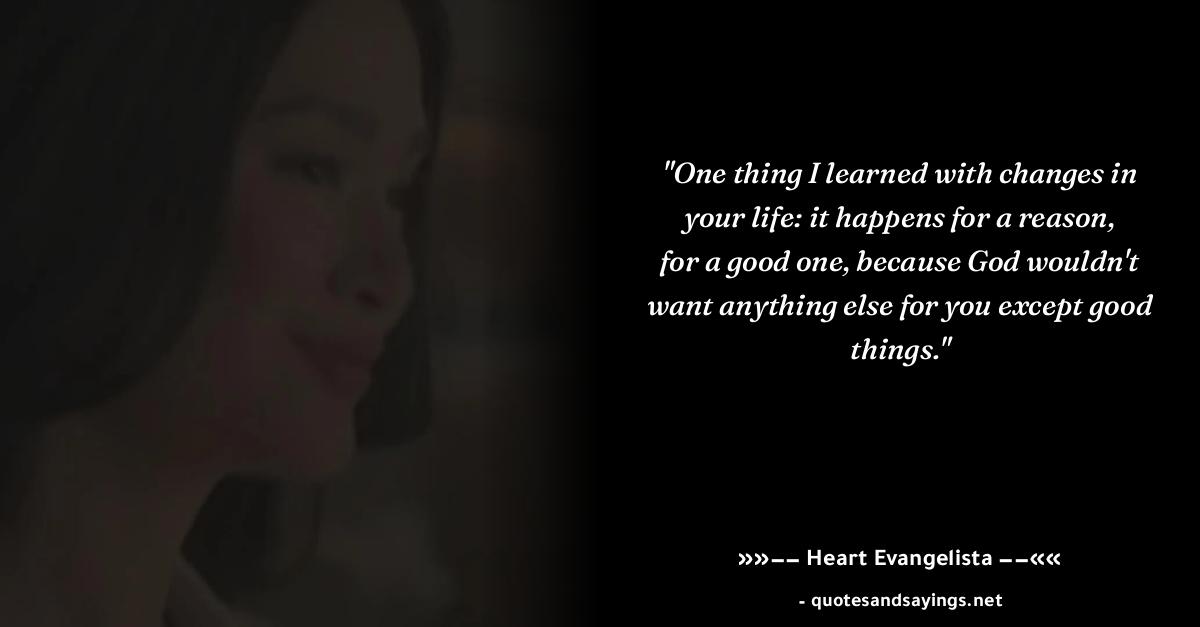 "One thing I learned with changes in
your life: it happens for a reason,
for a good one, because God wouldn't
want anything else for you except good
things."
»»−− Heart Evangelista −−««
- quotesandsayings.net